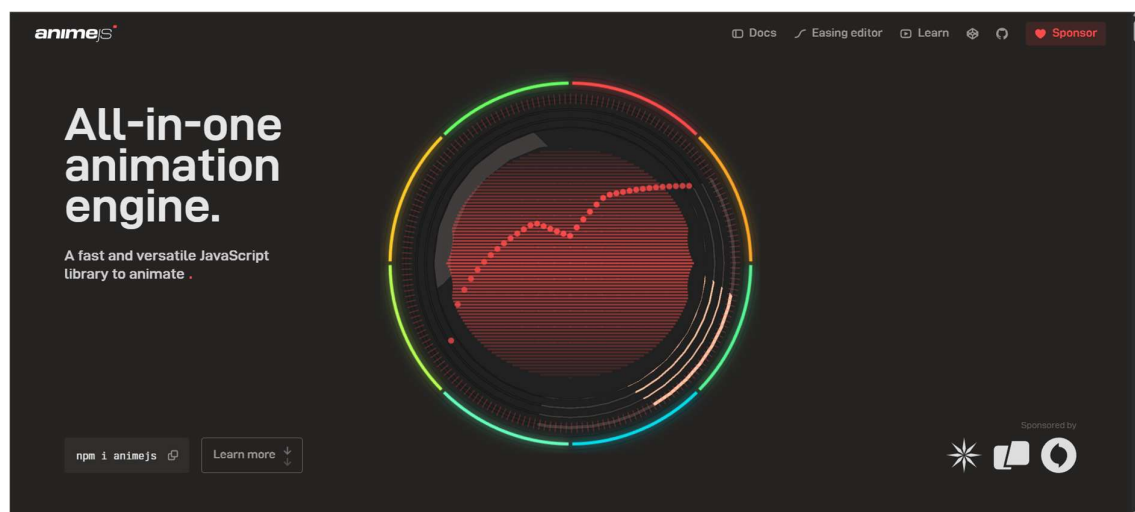 animejs
Docs
Easing editor
Learn
Sponsor
All-in-one
animation
engine.
A fast and versatile JavaScript
library to animate .
npm i animejs
Learn more
Sponsored by